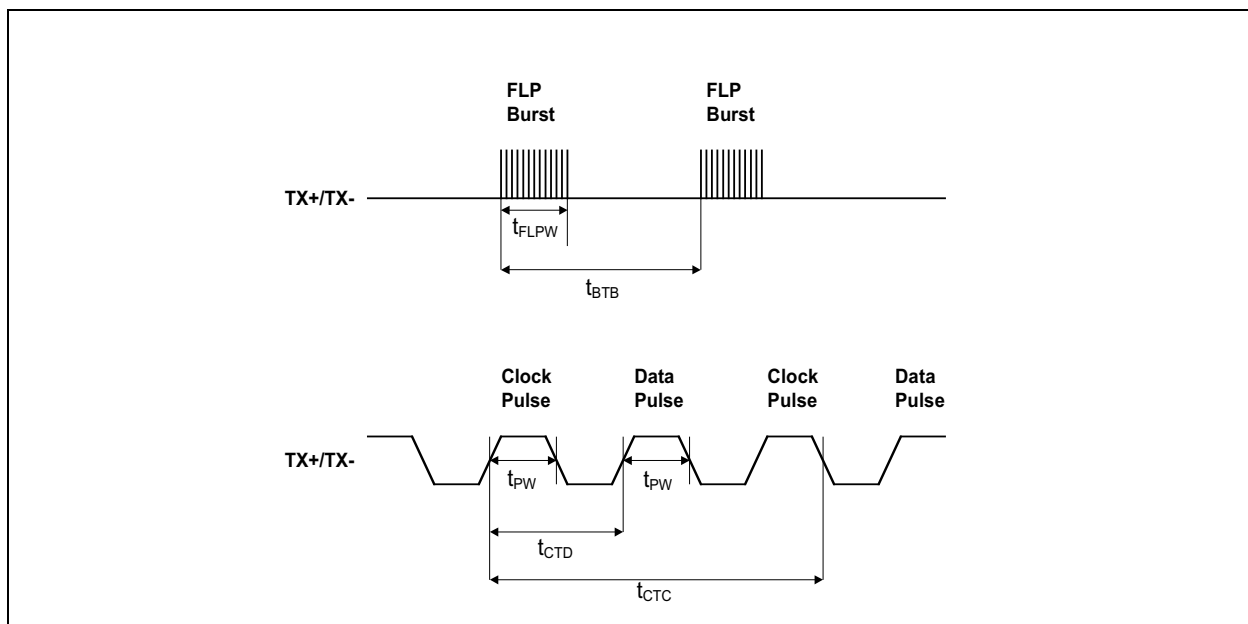 FLP
Burst
FLP
Burst
TX+/TX-
tFLPW
tBTB
Clock
Pulse
Data
Pulse
Clock
Pulse
Data
Pulse
TX+/TX-
tPW
tPW
tCTD
tCTC